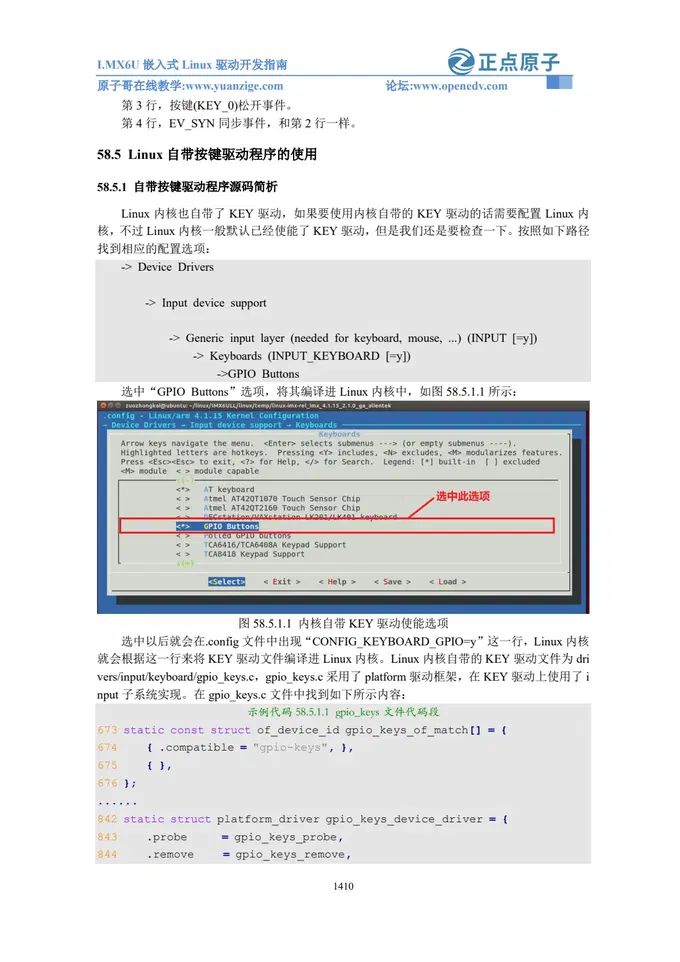 I.MX6U 嵌入式 Linux 驱动开发指南
正点原子
原子哥在线教学:www.yuanzige.com 论坛:www.openedv.com
第 3 行，按键(KEY_0)松开事件。
第 4 行，EV_SYN 同步事件，和第 2 行一样。
58.5 Linux 自带按键驱动程序的使用
58.5.1 自带按键驱动程序源码简析
Linux 内核也自带了 KEY 驱动，如果要使用内核自带的 KEY 驱动的话需要配置 Linux 内
核，不过 Linux 内核一般默认已经使能了 KEY 驱动，但是我们还是要检查一下。按照如下路径
找到相应的配置选项：
-> Device Drivers
-> Input device support
-> Generic input layer (needed for keyboard, mouse, ...) (INPUT [=y])
-> Keyboards (INPUT_KEYBOARD [=y])
->GPIO Buttons
选中“GPIO Buttons”选项，将其编译进 Linux 内核中，如图 58.5.1.1 所示：
zuozhongkai@ubuntu: ~/linux/IMX6ULL/linux/temp/linux-imx-rel_imx_4.1.15_2.1.0_ga_alientek
.config - Linux/arm 4.1.15 Kernel Configuration
→ Device Drivers → Input device support → Keyboards
Keyboards
Arrow keys navigate the menu. <Enter> selects submenus ---> (or empty submenus ----).
Highlighted letters are hotkeys. Pressing <Y> includes, <N> excludes, <M> modularizes features.
Press <Esc><Esc> to exit, <?> for Help, </> for Search. Legend: [*] built-in [ ] excluded
<M> module < > module capable
↑(-)
<*> AT keyboard
< > Atmel AT42QT1070 Touch Sensor Chip
< > Atmel AT42QT2160 Touch Sensor Chip
< > DECstation/VAXstation LK201/LK401 keyboard
<*> GPIO Buttons
< > Polled GPIO buttons
< > TCA6416/TCA6408A Keypad Support
< > TCA8418 Keypad Support
↓(+)
选中此选项
<Select> < Exit > < Help > < Save > < Load >
图 58.5.1.1 内核自带 KEY 驱动使能选项
选中以后就会在.config 文件中出现“CONFIG_KEYBOARD_GPIO=y”这一行，Linux 内核
就会根据这一行来将 KEY 驱动文件编译进 Linux 内核。Linux 内核自带的 KEY 驱动文件为 dri
vers/input/keyboard/gpio_keys.c，gpio_keys.c 采用了 platform 驱动框架，在 KEY 驱动上使用了 i
nput 子系统实现。在 gpio_keys.c 文件中找到如下所示内容：
示例代码 58.5.1.1 gpio_keys 文件代码段
673 static const struct of_device_id gpio_keys_of_match[] = {
674 { .compatible = "gpio-keys", },
675 { },
676 };
......
842 static struct platform_driver gpio_keys_device_driver = {
843 .probe = gpio_keys_probe,
844 .remove = gpio_keys_remove,
1410